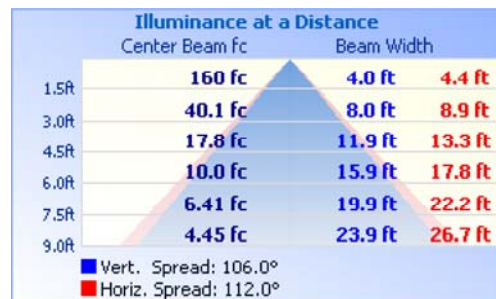 Illuminance at a Distance
Center Beam fc Beam Width
1.5ft 160 fc 4.0 ft 4.4 ft
3.0ft 40.1 fc 8.0 ft 8.9 ft
4.5ft 17.8 fc 11.9 ft 13.3 ft
6.0ft 10.0 fc 15.9 ft 17.8 ft
7.5ft 6.41 fc 19.9 ft 22.2 ft
9.0ft 4.45 fc 23.9 ft 26.7 ft
Vert. Spread: 106.0°
Horiz. Spread: 112.0°